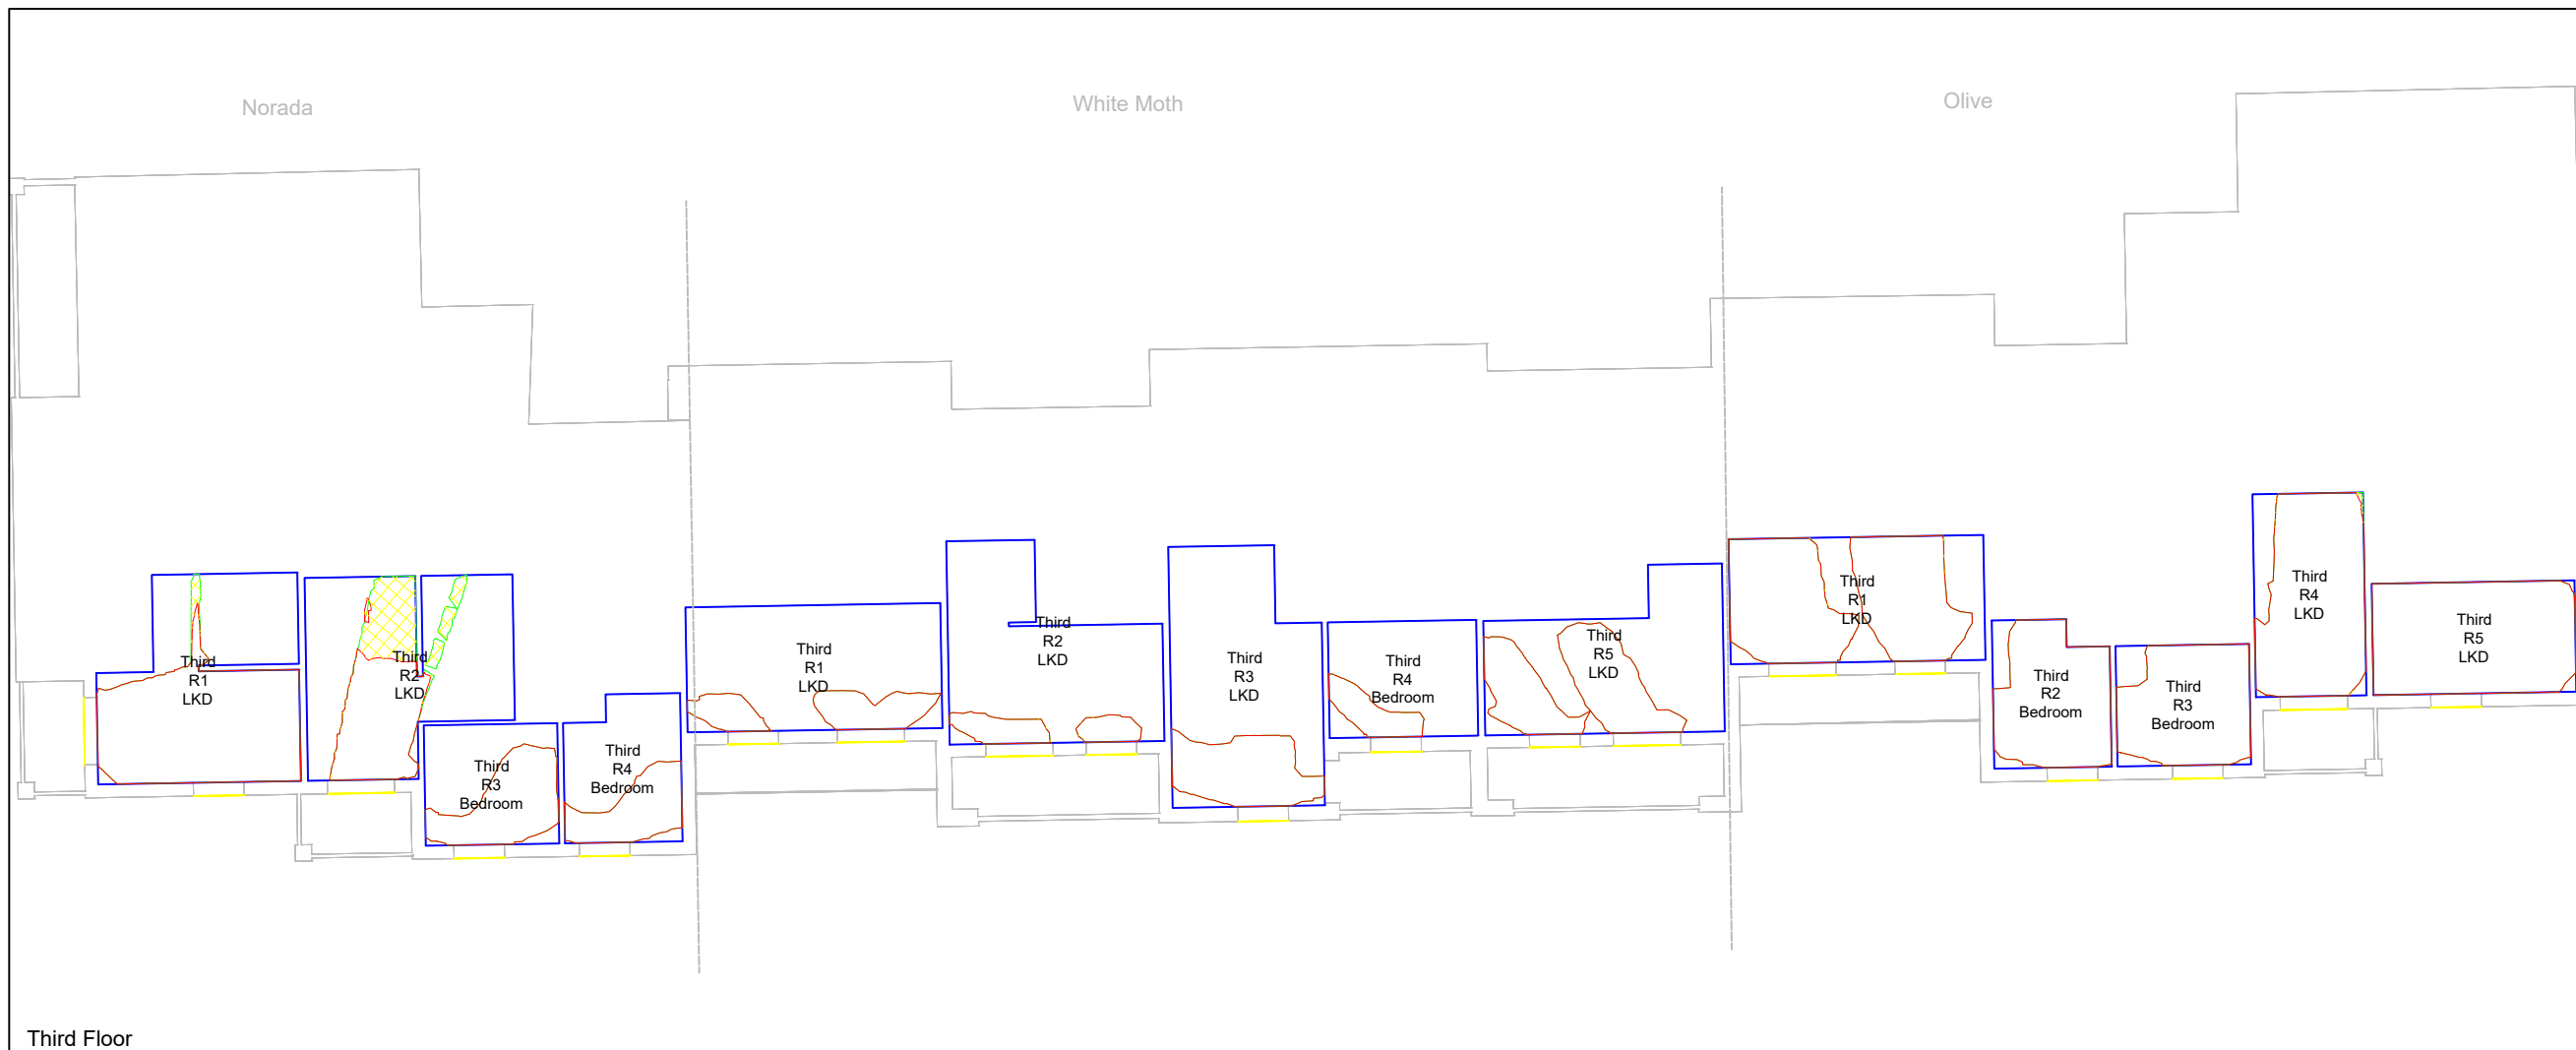 Norada
White Moth
Olive
Third
R1
LKD
Third
R2
LKD
Third
R3
Bedroom
Third
R4
Bedroom
Third
R1
LKD
Third
R2
LKD
Third
R3
LKD
Third
R4
Bedroom
Third
R5
LKD
Third
R1
LKD
Third
R2
Bedroom
Third
R3
Bedroom
Third
R4
LKD
Third
R5
LKD
Third Floor